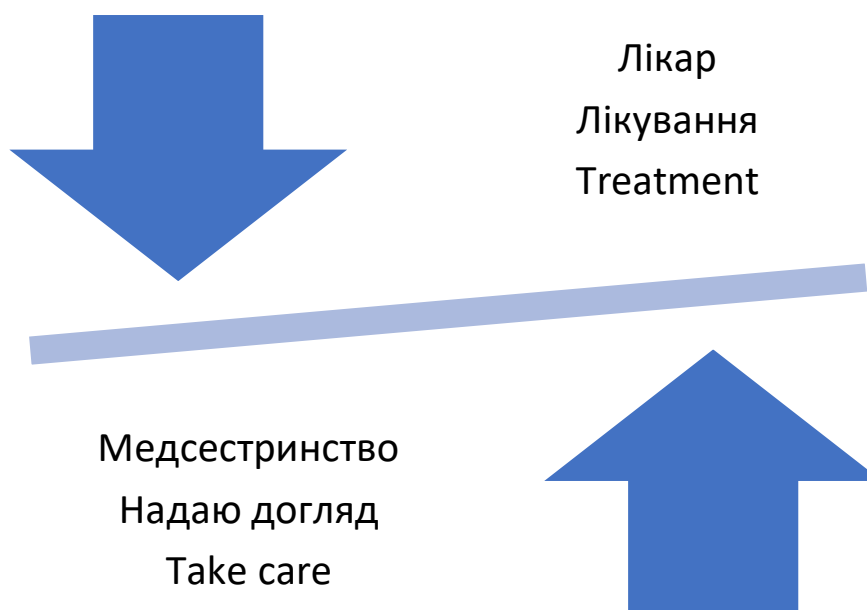 Лікар
Лікування
Treatment
Медсестринство
Надаю догляд
Take care